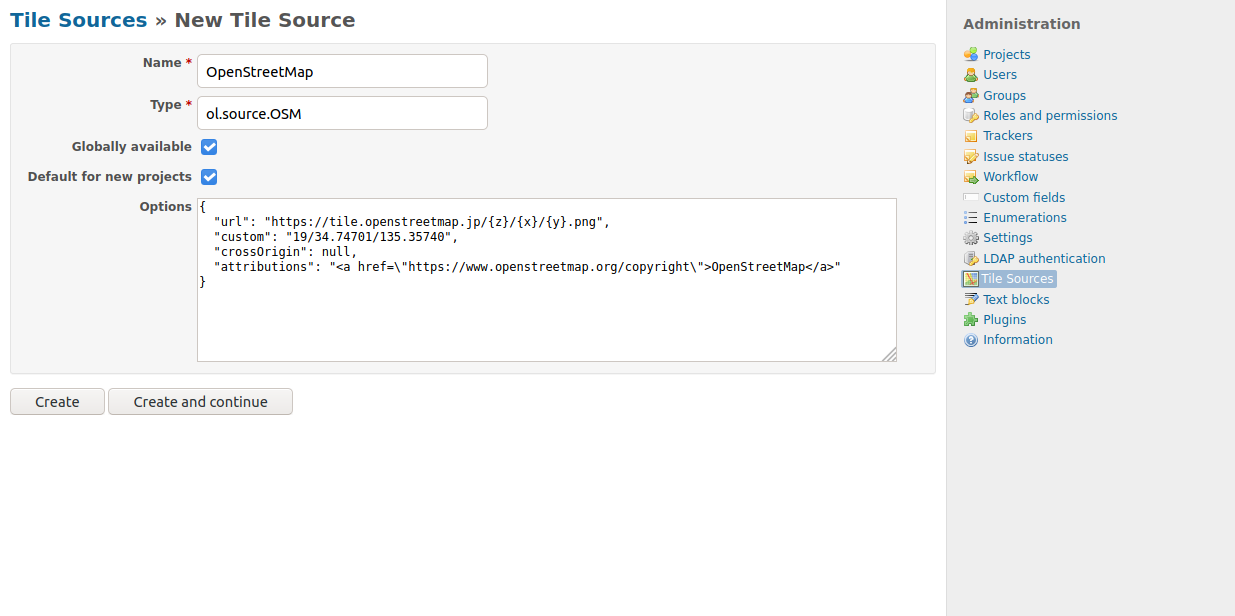 Tile Sources » New Tile Source
Name *
OpenStreetMap
Type *
ol.source.OSM
Globally available
Default for new projects
Options
{
  "url": "https://tile.openstreetmap.jp/{z}/{x}/{y}.png",
  "custom": "19/34.74701/135.35740",
  "crossOrigin": null,
  "attributions": "<a href=\"https://www.openstreetmap.org/copyright\">OpenStreetMap</a>"
}
Create
Create and continue
Administration
Projects
Users
Groups
Roles and permissions
Trackers
Issue statuses
Workflow
Custom fields
Enumerations
Settings
LDAP authentication
Tile Sources
Text blocks
Plugins
Information